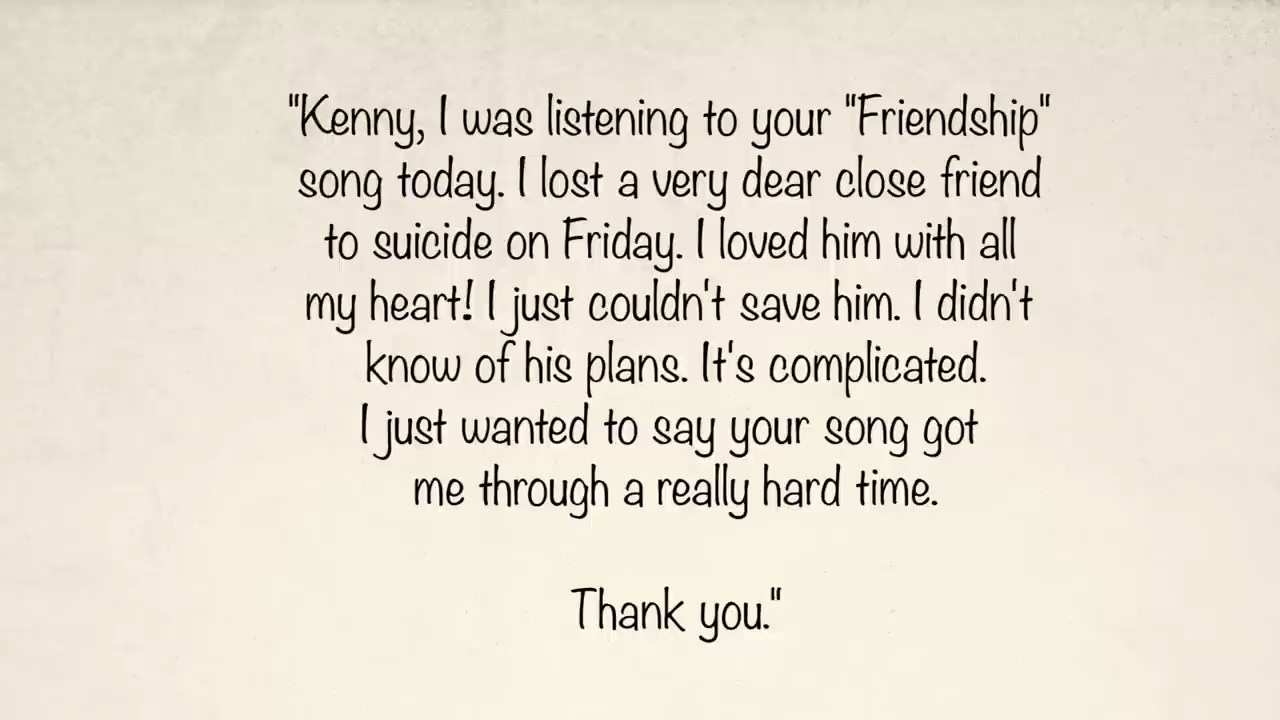 "Kenny, I was listening to your "Friendship"
song today. I lost a very dear close friend
to suicide on Friday. I loved him with all
my heart! I just couldn't save him. I didn't
know of his plans. It's complicated.
I just wanted to say your song got
me through a really hard time.
Thank you."